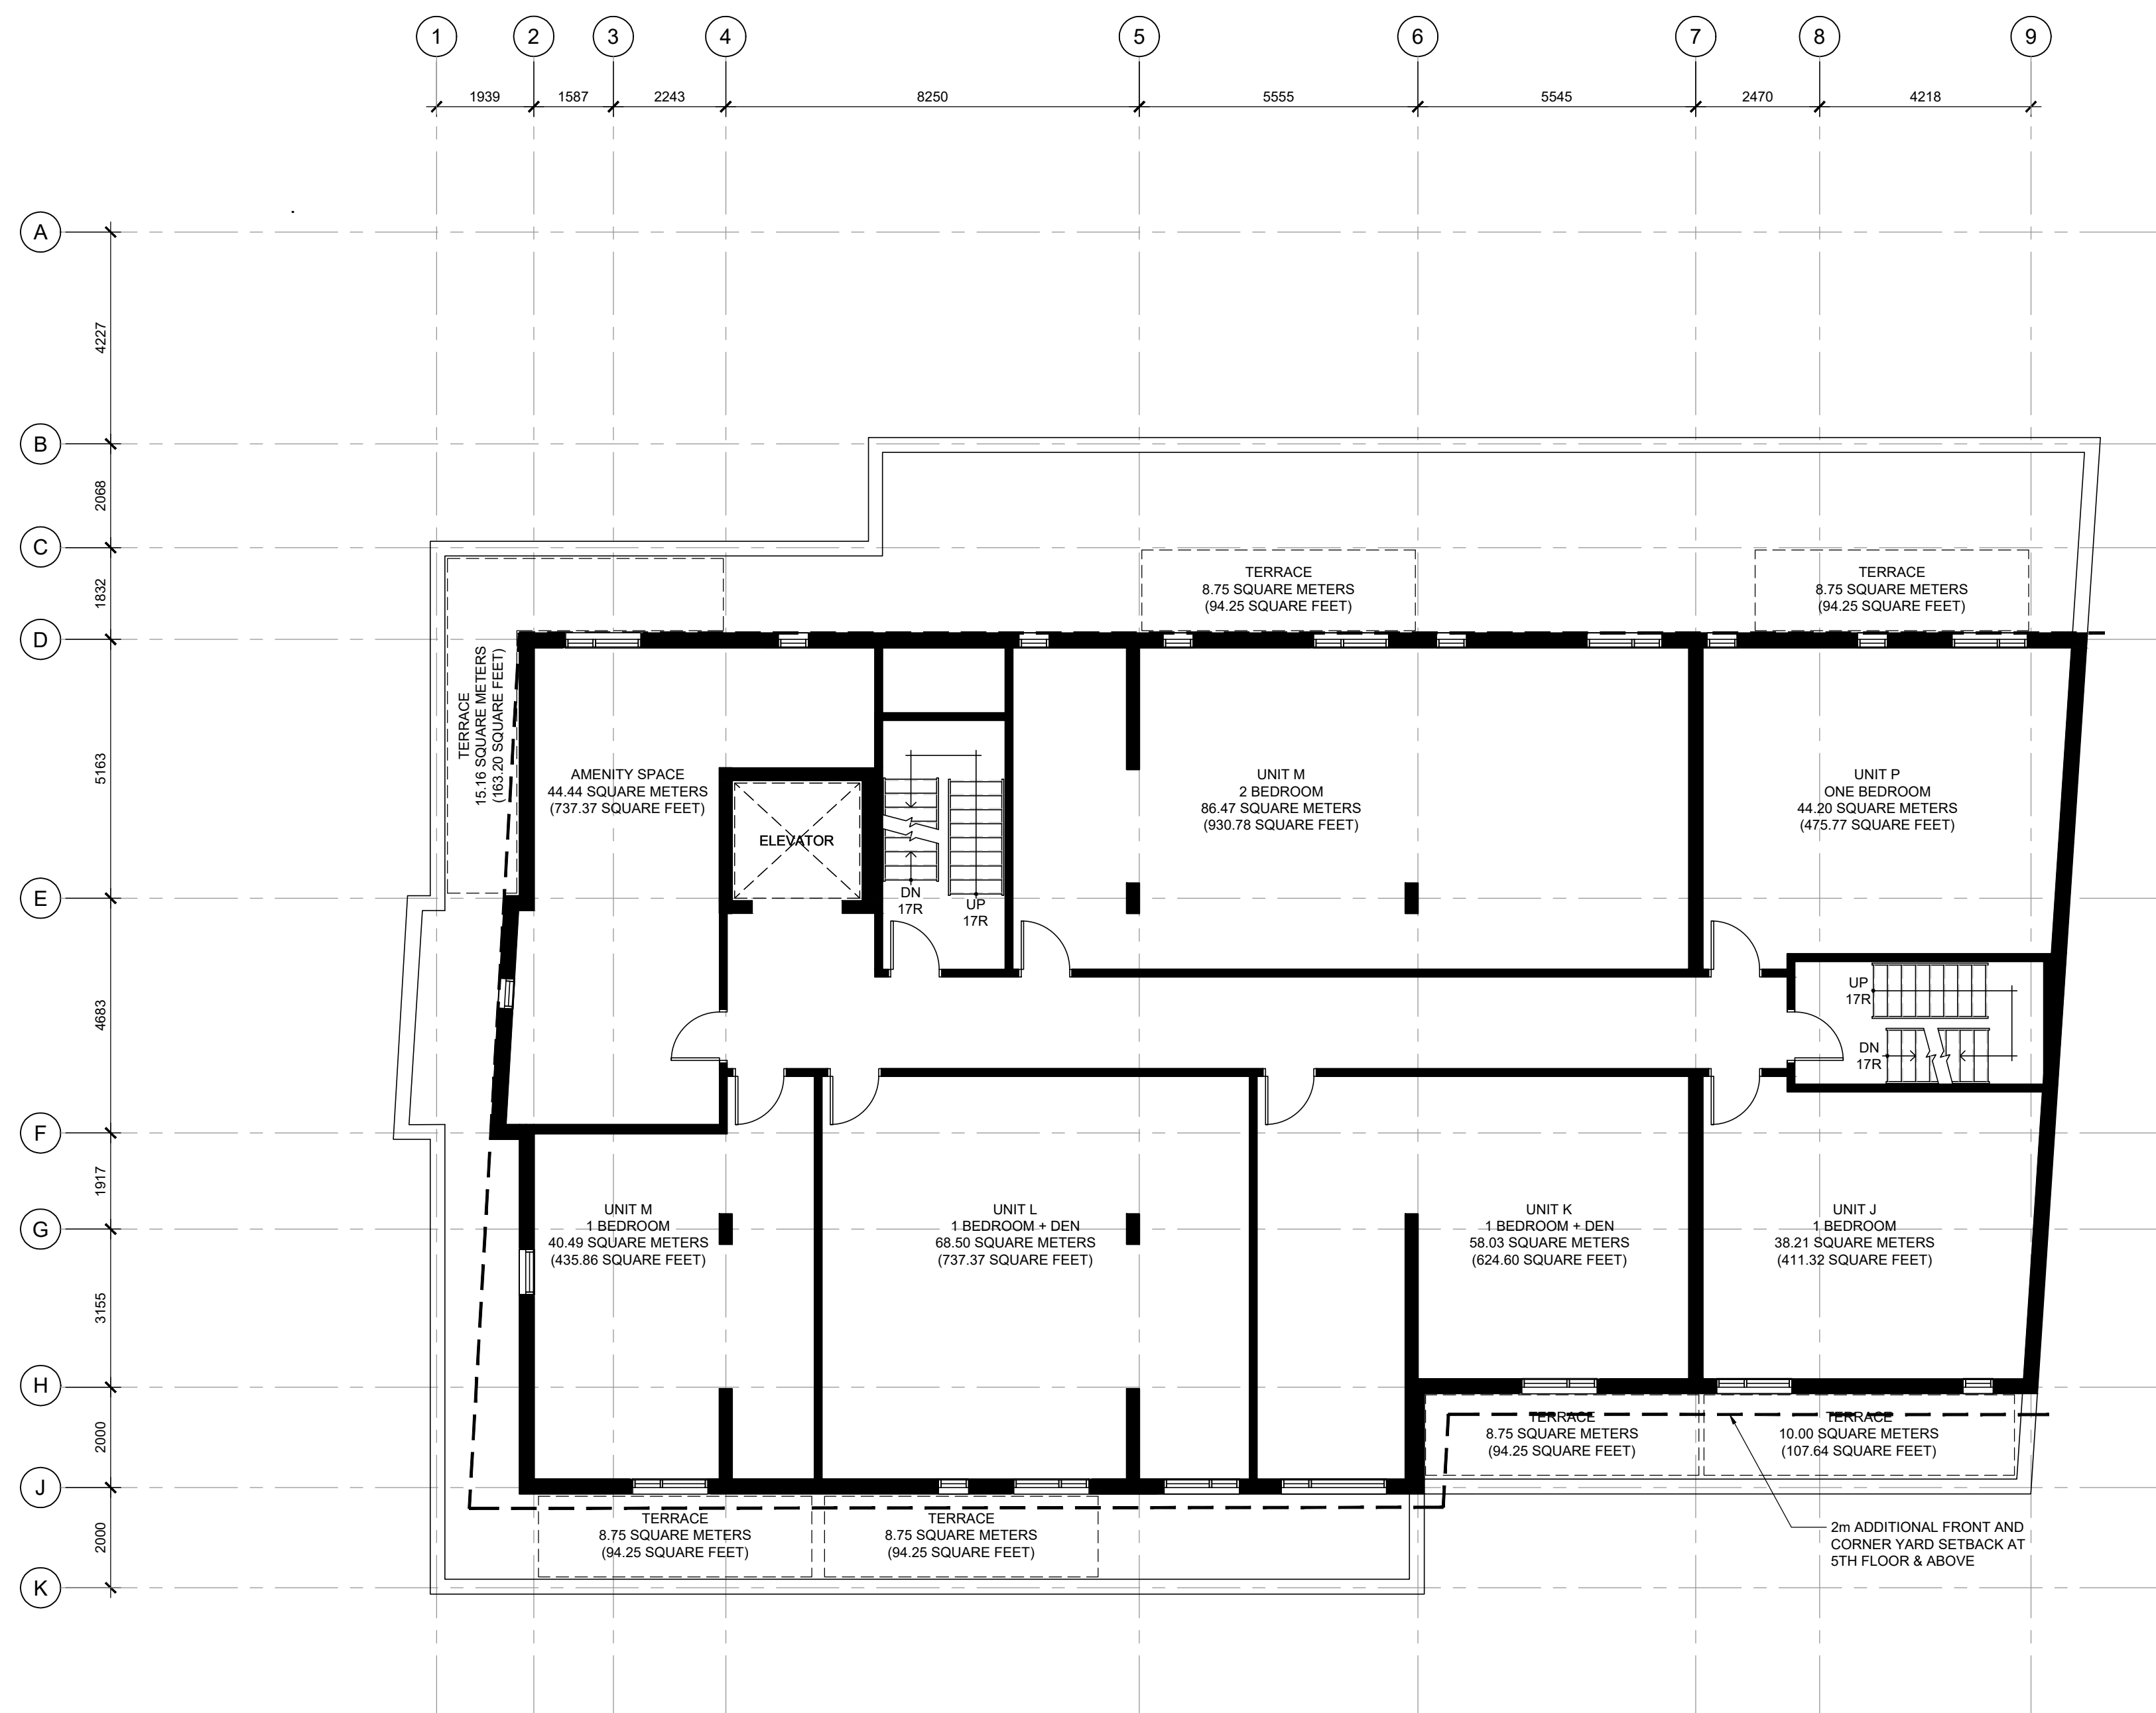 1
2
3
4
5
6
7
8
9
1939
1587
2243
8250
5555
5545
2470
4218
A
4227
B
2068
C
1832
D
5163
E
4683
F
1917
G
3155
H
2000
J
2000
K
TERRACE
8.75 SQUARE METERS
(94.25 SQUARE FEET)
TERRACE
8.75 SQUARE METERS
(94.25 SQUARE FEET)
TERRACE
15.16 SQUARE METERS
(163.20 SQUARE FEET)
AMENITY SPACE
44.44 SQUARE METERS
(737.37 SQUARE FEET)
ELEVATOR
DN
17R
UP
17R
UNIT M
2 BEDROOM
86.47 SQUARE METERS
(930.78 SQUARE FEET)
UNIT P
ONE BEDROOM
44.20 SQUARE METERS
(475.77 SQUARE FEET)
UP
17R
DN
17R
UNIT M
1 BEDROOM
40.49 SQUARE METERS
(435.86 SQUARE FEET)
UNIT L
1 BEDROOM + DEN
68.50 SQUARE METERS
(737.37 SQUARE FEET)
UNIT K
1 BEDROOM + DEN
58.03 SQUARE METERS
(624.60 SQUARE FEET)
UNIT J
1 BEDROOM
38.21 SQUARE METERS
(411.32 SQUARE FEET)
TERRACE
8.75 SQUARE METERS
(94.25 SQUARE FEET)
TERRACE
10.00 SQUARE METERS
(107.64 SQUARE FEET)
TERRACE
8.75 SQUARE METERS
(94.25 SQUARE FEET)
TERRACE
8.75 SQUARE METERS
(94.25 SQUARE FEET)
2m ADDITIONAL FRONT AND
CORNER YARD SETBACK AT
5TH FLOOR & ABOVE